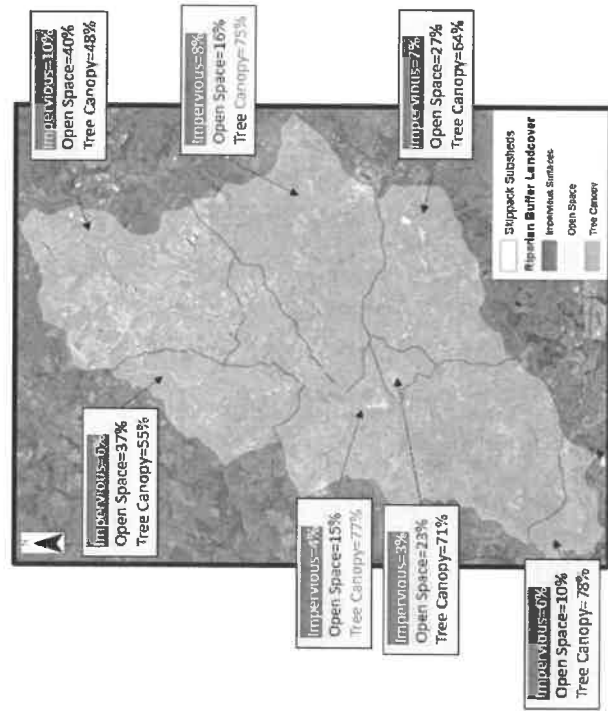 Impervious=10%
Open Space=40%
Tree Canopy=48%
Impervious=8%
Open Space=16%
Tree Canopy=75%
Impervious=7%
Open Space=27%
Tree Canopy=64%
Impervious=6%
Open Space=37%
Tree Canopy=55%
Impervious=4%
Open Space=15%
Tree Canopy=77%
Impervious=3%
Open Space=23%
Tree Canopy=71%
Impervious=6%
Open Space=10%
Tree Canopy=78%
Skippack Subsheds
Riparian Buffer Landcover
Impervious Surfaces
Open Space
Tree Canopy